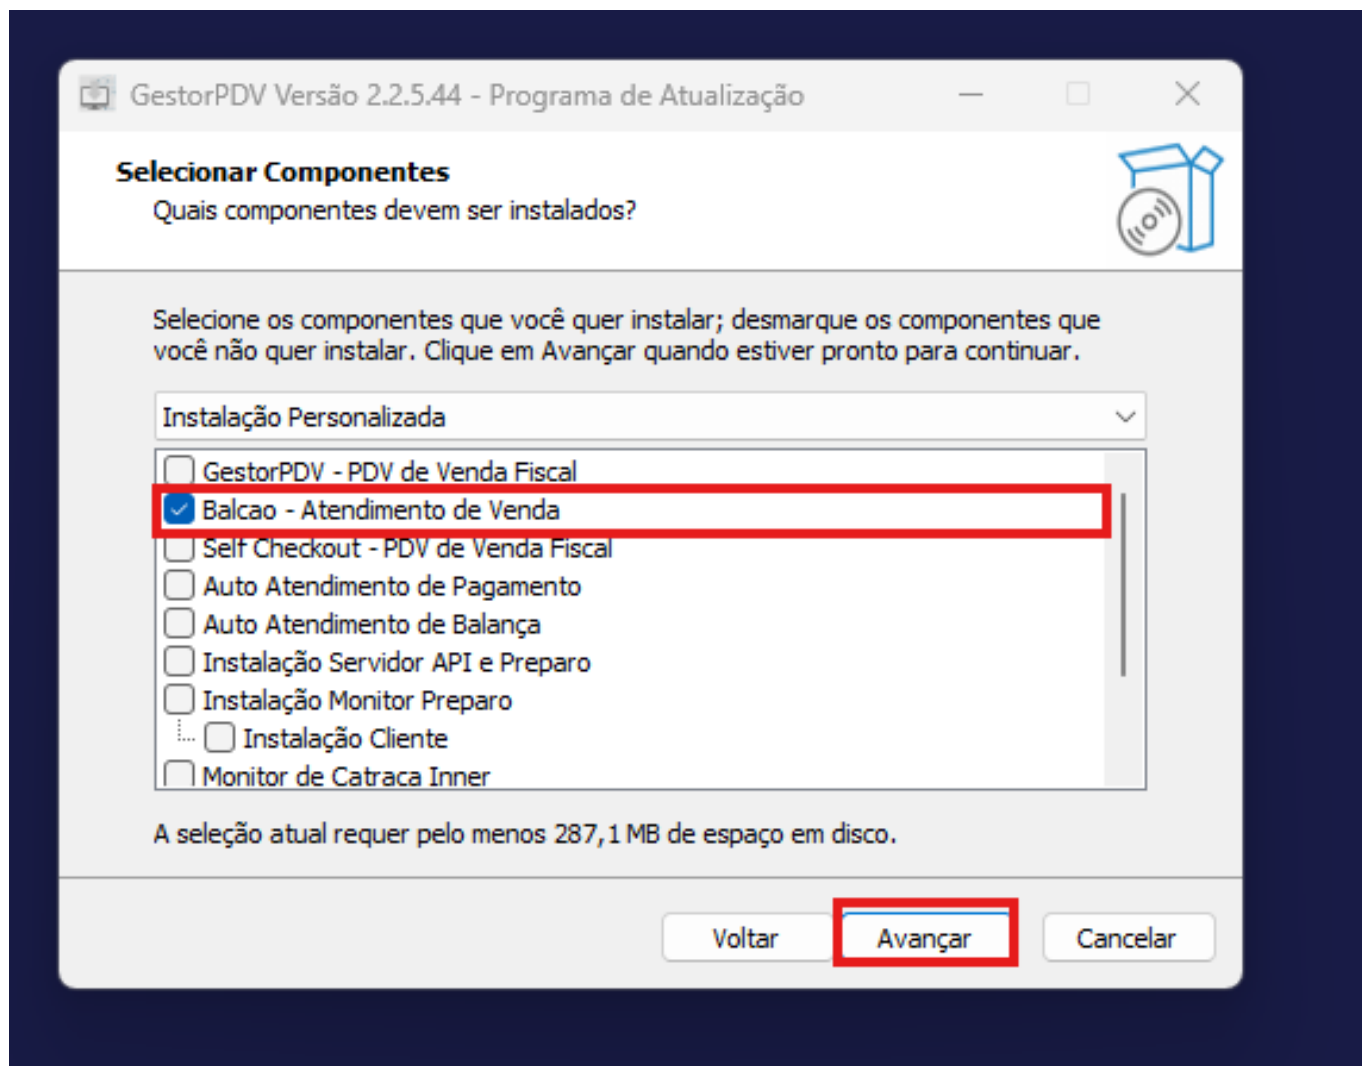 GestorPDV Versão 2.2.5.44 - Programa de Atualização
Selecionar Componentes
Quais componentes devem ser instalados?
Selecione os componentes que você quer instalar; desmarque os componentes que
você não quer instalar. Clique em Avançar quando estiver pronto para continuar.
Instalação Personalizada
GestorPDV - PDV de Venda Fiscal
Balcao - Atendimento de Venda
Self Checkout - PDV de Venda Fiscal
Auto Atendimento de Pagamento
Auto Atendimento de Balança
Instalação Servidor API e Preparo
Instalação Monitor Preparo
Instalação Cliente
Monitor de Catraca Inner
A seleção atual requer pelo menos 287,1 MB de espaço em disco.
Voltar
Avançar
Cancelar